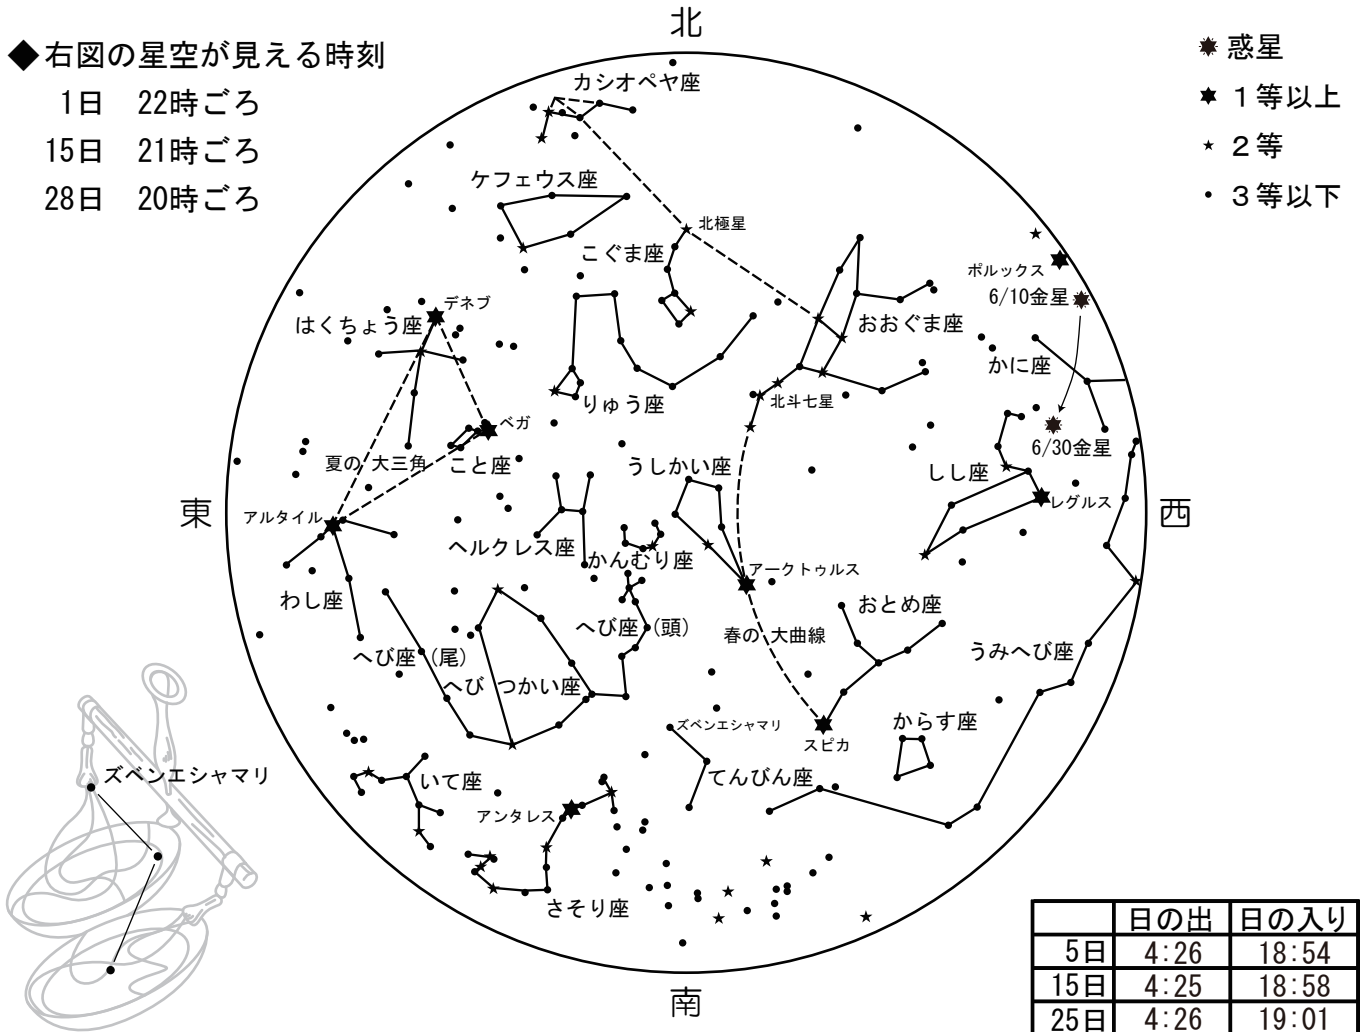 北
◆右図の星空が見える時刻
1日 22時ごろ
15日 21時ごろ
28日 20時ごろ
惑星
1等以上
2等
3等以下
カシオペヤ座
ケフェウス座
北極星
こぐま座
ポルックス
6/10金星
デネブ
はくちょう座
おおぐま座
かに座
りゅう座
北斗七星
ベガ
6/30金星
夏の大三角
こと座
うしかい座
しし座
レグルス
東
アルタイル
西
ヘルクレス座
かんむり座
アークトゥルス
わし座
おとめ座
へび座(頭)
春の大曲線
へび座(尾)
うみへび座
へびつかい座
ズベンエシャマリ
スピカ
からす座
ズベンエシャマリ
いて座
てんびん座
アンタレス
さそり座
南
日の出 日の入り
5日 4:26 18:54
15日 4:25 18:58
25日 4:26 19:01